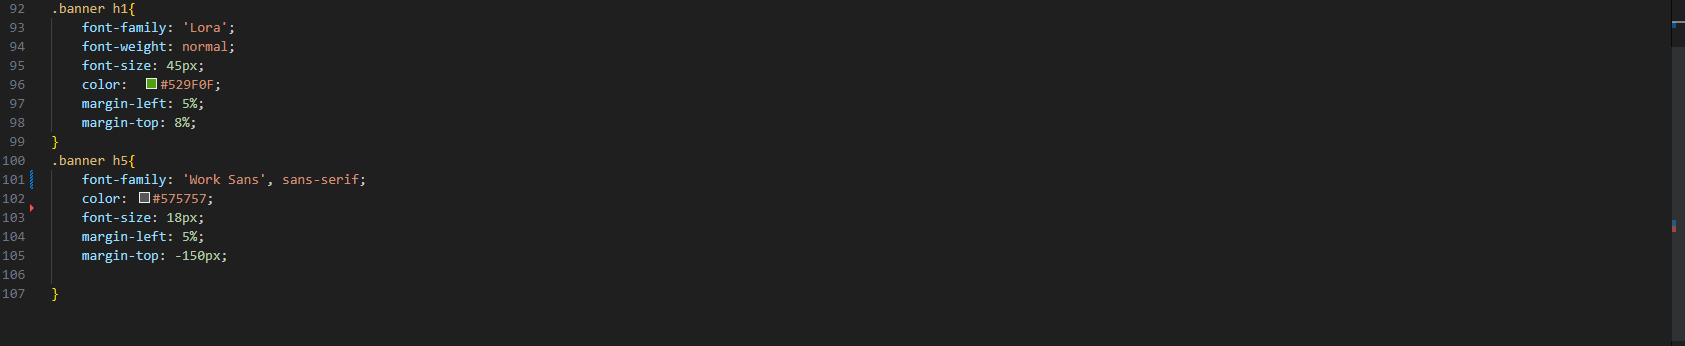 92 .banner h1{
93 font-family: 'Lora';
94 font-weight: normal;
95 font-size: 45px;
96 color: #529F0F;
97 margin-left: 5%;
98 margin-top: 8%;
99 }
100 .banner h5{
101 font-family: 'Work Sans', sans-serif;
102 color: #575757;
103 font-size: 18px;
104 margin-left: 5%;
105 margin-top: -150px;
106
107 }